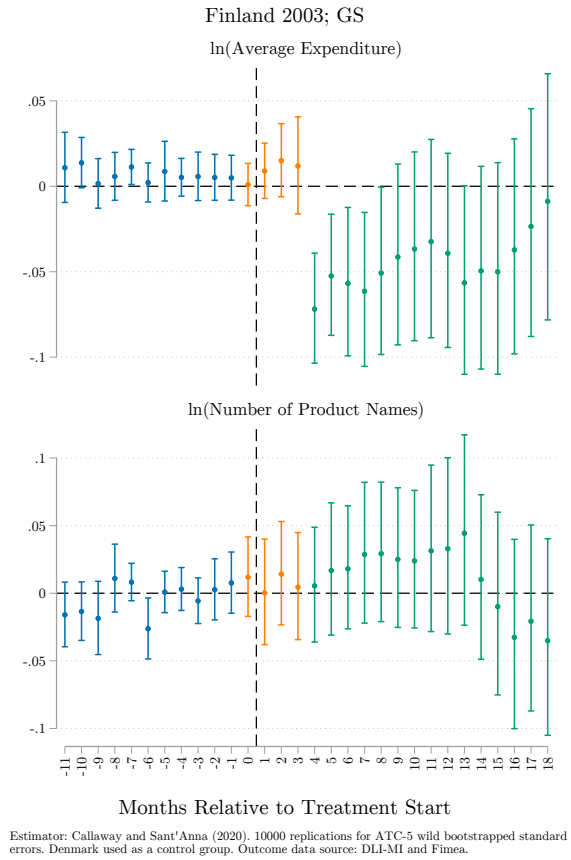 Finland 2003; GS
ln(Average Expenditure)
.05
0
-.05
-.1
ln(Number of Product Names)
.1
.05
0
-.05
-.1
-11 -10 -9 -8 -7 -6 -5 -4 -3 -2 -1 0 1 2 3 4 5 6 7 8 9 10 11 12 13 14 15 16 17 18
Months Relative to Treatment Start
Estimator: Callaway and Sant'Anna (2020). 10000 replications for ATC-5 wild bootstrapped standard
errors. Denmark used as a control group. Outcome data source: DLI-MI and Fimea.